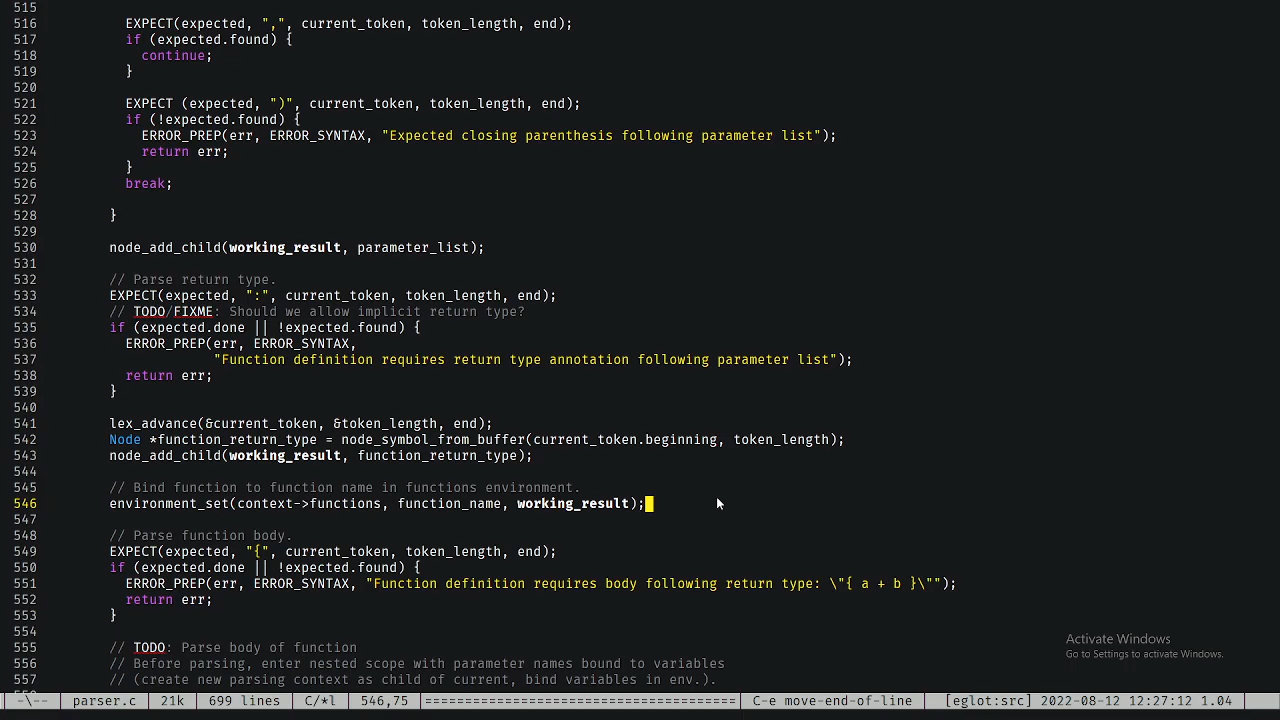 515
516           EXPECT(expected, ",", current_token, token_length, end);
517           if (expected.found) {
518             continue;
519           }
520
521           EXPECT (expected, ")", current_token, token_length, end);
522           if (!expected.found) {
523             ERROR_PREP(err, ERROR_SYNTAX, "Expected closing parenthesis following parameter list");
524             return err;
525           }
526           break;
527
528         }
529
530         node_add_child(working_result, parameter_list);
531
532         // Parse return type.
533         EXPECT(expected, ":", current_token, token_length, end);
534         // TODO/FIXME: Should we allow implicit return type?
535         if (expected.done || !expected.found) {
536           ERROR_PREP(err, ERROR_SYNTAX,
537                      "Function definition requires return type annotation following parameter list");
538           return err;
539         }
540
541         lex_advance(&current_token, &token_length, end);
542         Node *function_return_type = node_symbol_from_buffer(current_token.beginning, token_length);
543         node_add_child(working_result, function_return_type);
544
545         // Bind function to function name in functions environment.
546         environment_set(context->functions, function_name, working_result);
547
548         // Parse function body.
549         EXPECT(expected, "{", current_token, token_length, end);
550         if (expected.done || !expected.found) {
551           ERROR_PREP(err, ERROR_SYNTAX, "Function definition requires body following return type: \"{ a + b }\"");
552           return err;
553         }
554
555         // TODO: Parse body of function
556         // Before parsing, enter nested scope with parameter names bound to variables
557         // (create new parsing context as child of current, bind variables in env.).
Activate Windows
Go to Settings to activate Windows.
-\-- parser.c 21k 699 lines C/*l 546,75 ======================================= C-e move-end-of-line [eglot:src] 2022-08-12 12:27:12 1.04